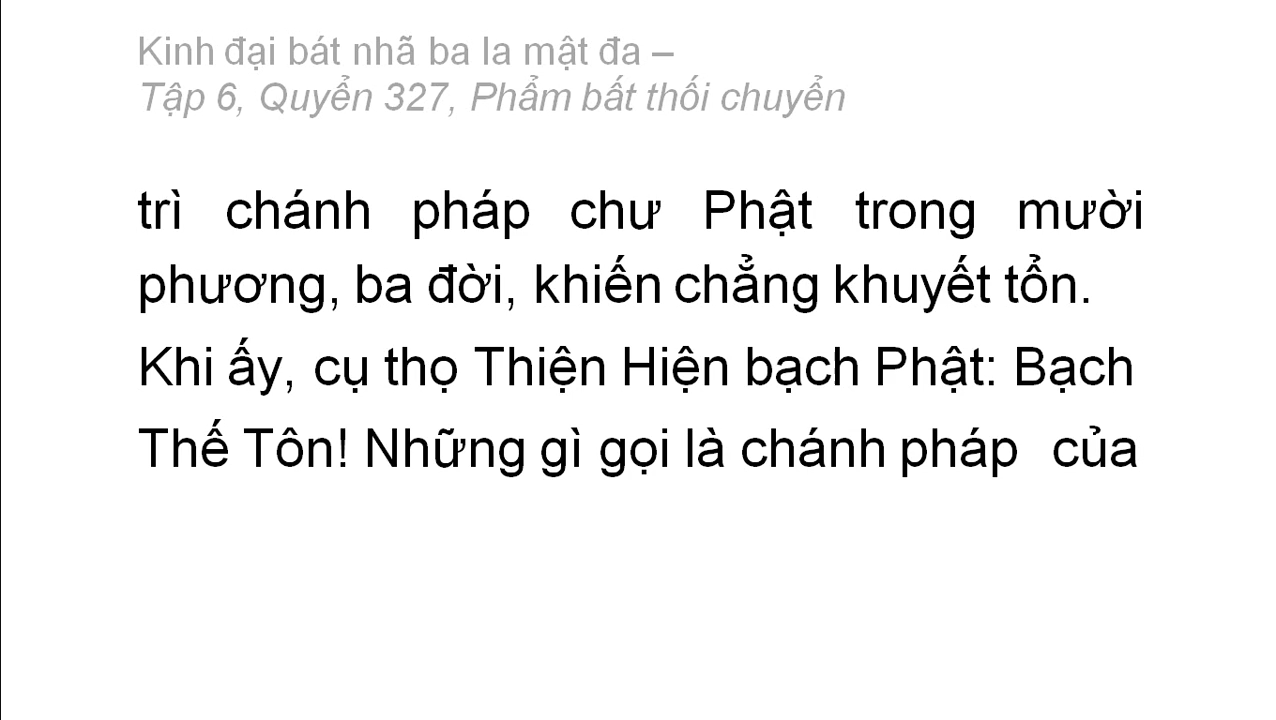 Kinh đại bát nhã ba la mật đa –
Tập 6, Quyển 327, Phẩm bất thối chuyển
trì chánh pháp chư Phật trong mười
phương, ba đời, khiến chẳng khuyết tổn.
Khi ấy, cụ thọ Thiện Hiện bạch Phật: Bạch
Thế Tôn! Những gì gọi là chánh pháp của